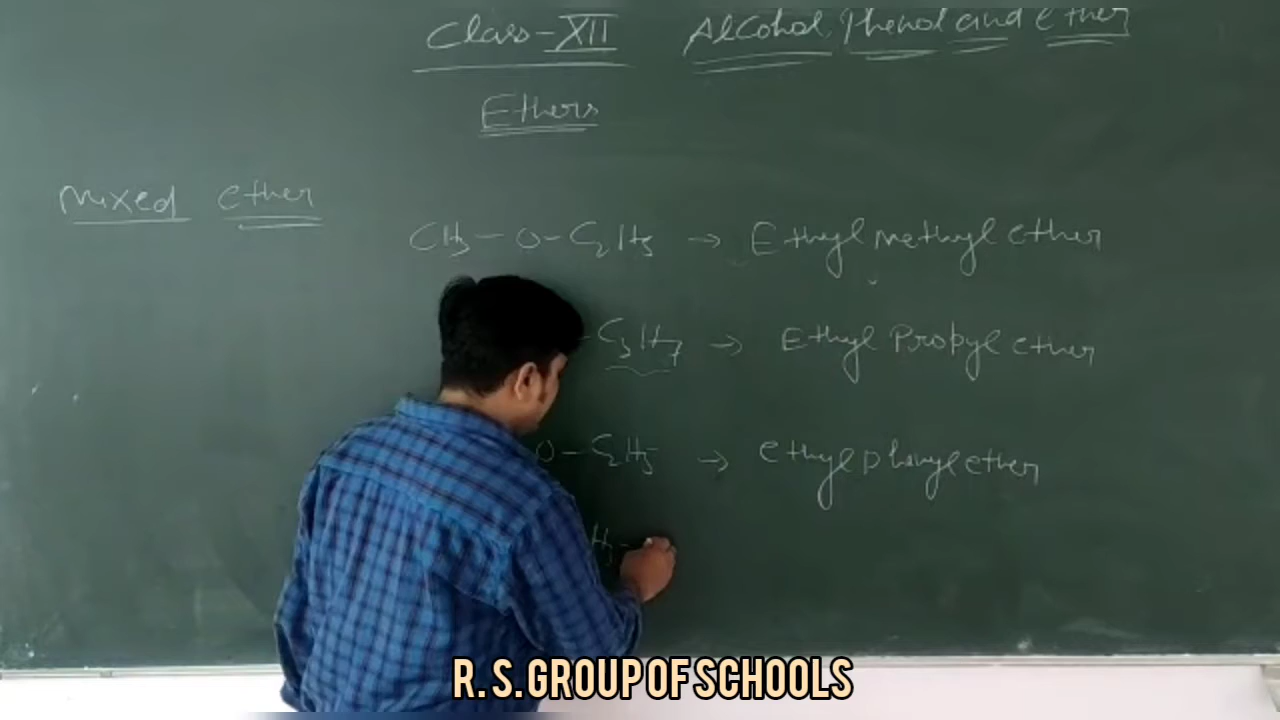 Class-XII Alcohol, Phenol and ether
Ethers
Mixed ether
CH3 - O - C2H5 → Ethyl methyl ether
- C3H7 → Ethyl Propyl ether
O - C2H5 → ethyl phenyl ether
H3 -
R. S. GROUP OF SCHOOLS